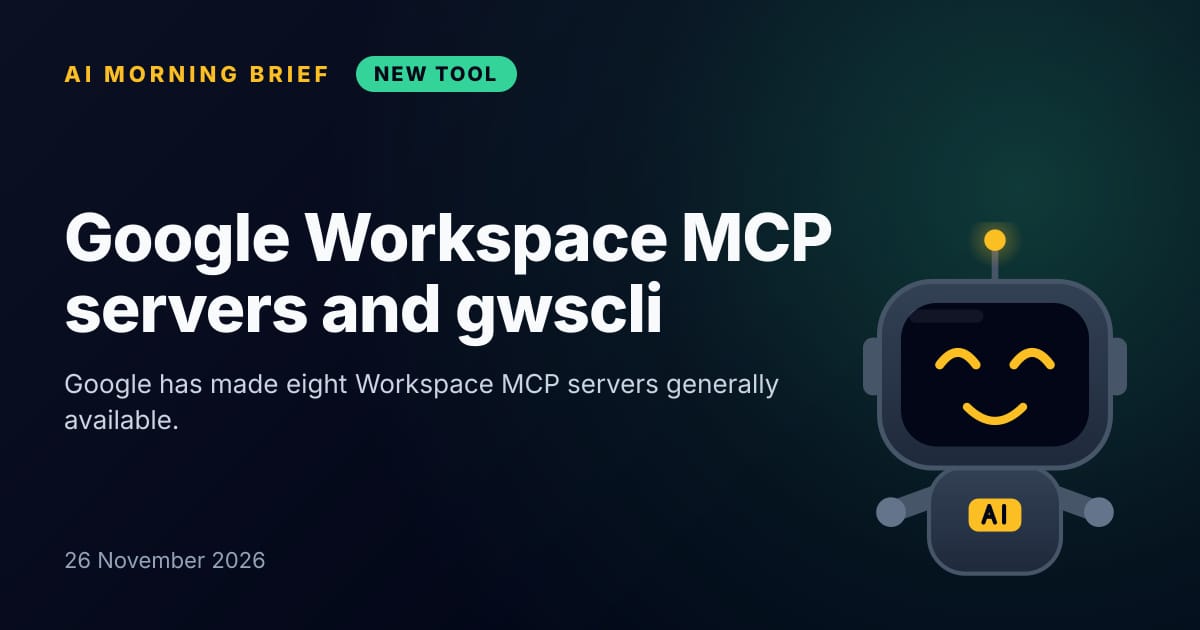 AI MORNING BRIEF
NEW TOOL
Google Workspace MCP
servers and gwscli
Google has made eight Workspace MCP servers generally
available.
AI
26 November 2026